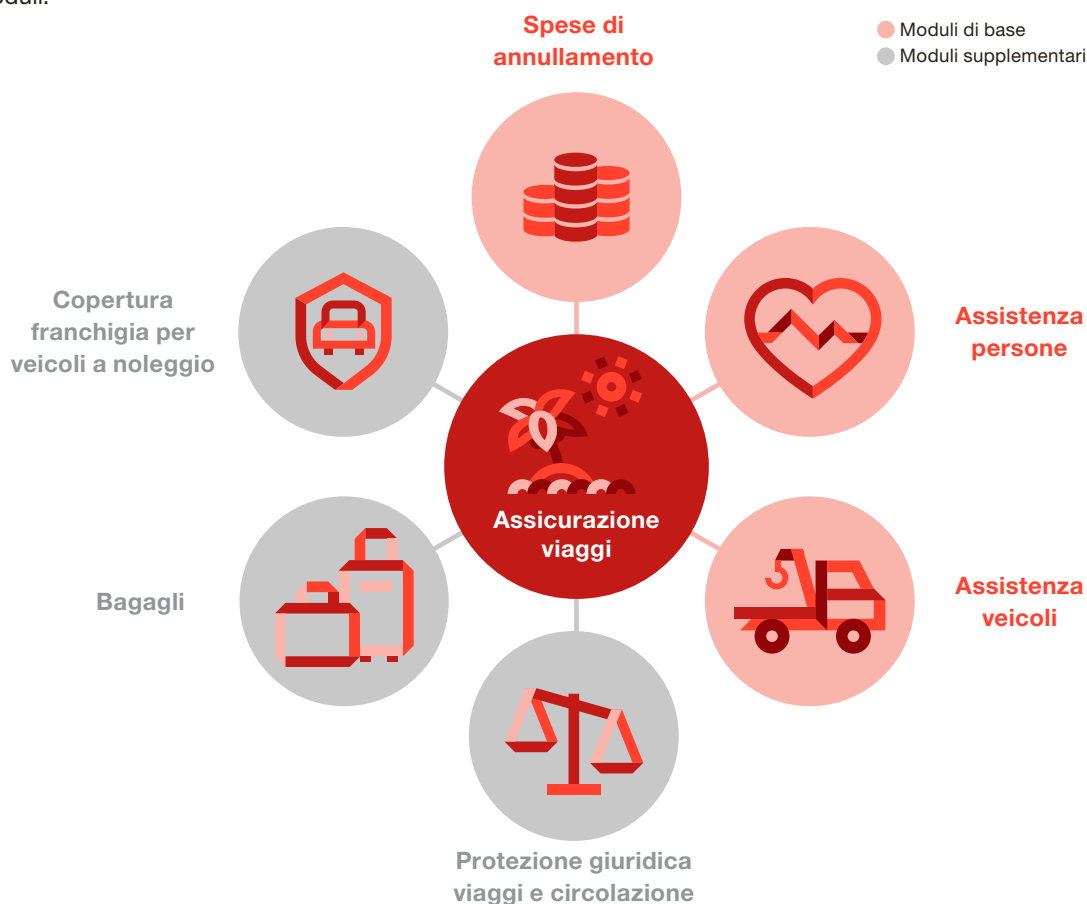 Spese di
annullamento
Moduli di base
Moduli supplementari
Copertura
franchigia per
veicoli a noleggio
Assistenza
persone
Assicurazione
viaggi
Bagagli
Assistenza
veicoli
Protezione giuridica
viaggi e circolazione